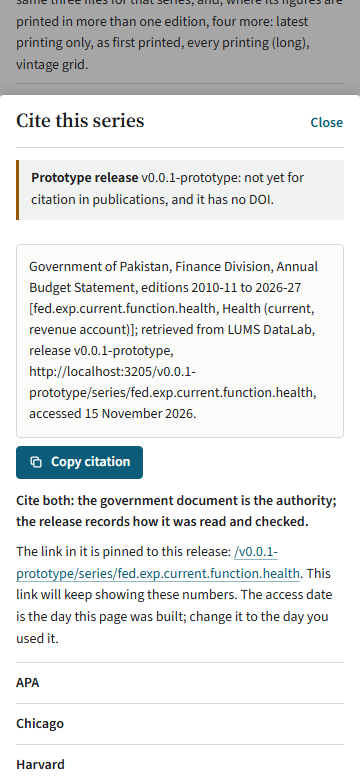 same three files for that series, and, where its figures are
printed in more than one edition, four more: latest
printing only, as first printed, every printing (long),
vintage grid.
Cite this series
Close
Prototype release v0.0.1-prototype: not yet for
citation in publications, and it has no DOI.
Government of Pakistan, Finance Division, Annual
Budget Statement, editions 2010-11 to 2026-27
[fed.exp.current.function.health, Health (current,
revenue account)]; retrieved from LUMS DataLab,
release v0.0.1-prototype,
http://localhost:3205/v0.0.1-
prototype/series/fed.exp.current.function.health,
accessed 15 November 2026.
Copy citation
Cite both: the government document is the authority;
the release records how it was read and checked.
The link in it is pinned to this release: /v0.0.1-
prototype/series/fed.exp.current.function.health. This
link will keep showing these numbers. The access date
is the day this page was built; change it to the day you
used it.
APA
Chicago
Harvard